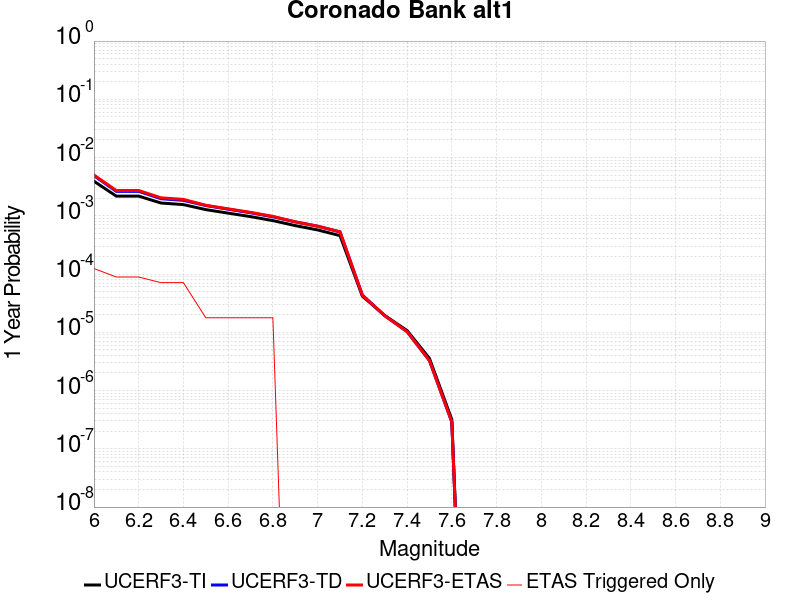 Coronado Bank alt1
10^0
10^-1
10^-2
10^-3
10^-4
10^-5
10^-6
10^-7
10^-8
1 Year Probability
6 6.2 6.4 6.6 6.8 7 7.2 7.4 7.6 7.8 8 8.2 8.4 8.6 8.8 9
Magnitude
UCERF3-TI UCERF3-TD UCERF3-ETAS ETAS Triggered Only